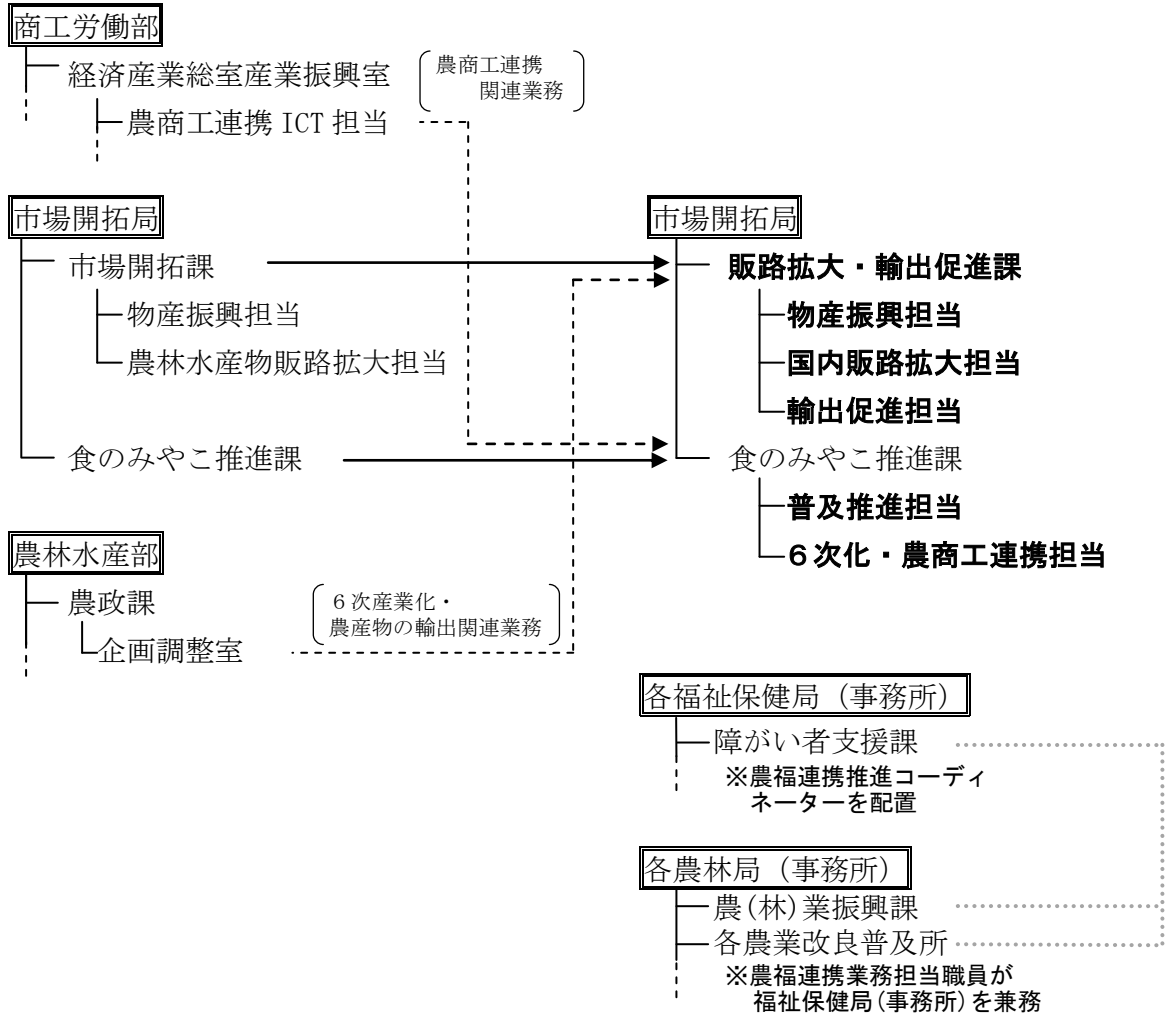 商工労働部
経済産業総室産業振興室
農商工連携
関連業務
農商工連携 ICT 担当
市場開拓局
市場開拓課
物産振興担当
農林水産物販路拡大担当
食のみやこ推進課
農林水産部
農政課
企画調整室
６次産業化・
農産物の輸出関連業務
市場開拓局
販路拡大・輸出促進課
物産振興担当
国内販路拡大担当
輸出促進担当
食のみやこ推進課
普及推進担当
６次化・農商工連携担当
各福祉保健局（事務所）
障がい者支援課
※農福連携推進コーディ
ネーターを配置
各農林局（事務所）
農(林)業振興課
各農業改良普及所
※農福連携業務担当職員が
福祉保健局(事務所)を兼務